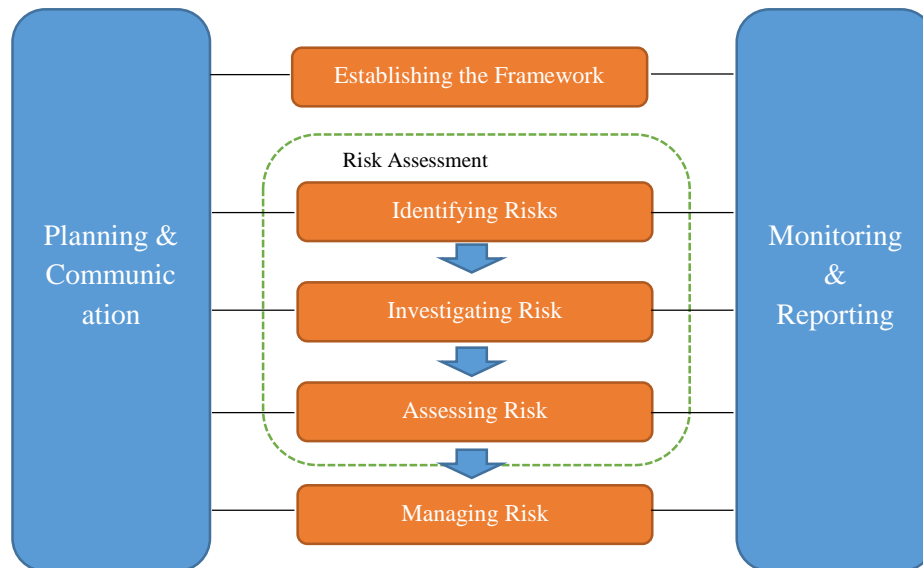 Establishing the Framework
Risk Assessment
Identifying Risks
Planning &
Communic
ation
Monitoring
&
Reporting
Investigating Risk
Assessing Risk
Managing Risk